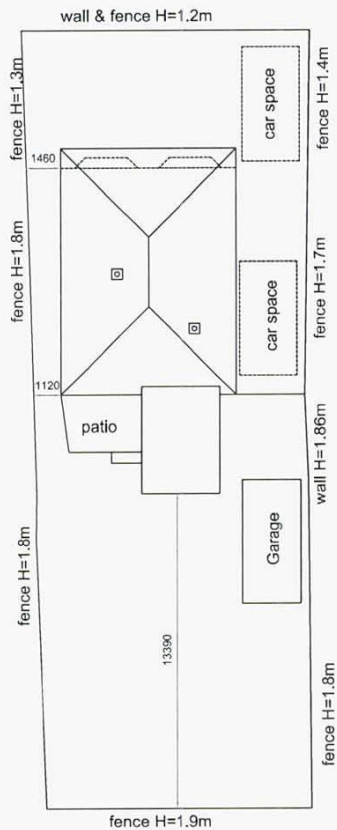 wall & fence H=1.2m
fence H=1.3m
fence H=1.4m
car space
1460
fence H=1.8m
fence H=1.7m
car space
1120
patio
wall H=1.86m
Garage
fence H=1.8m
13390
fence H=1.8m
fence H=1.9m